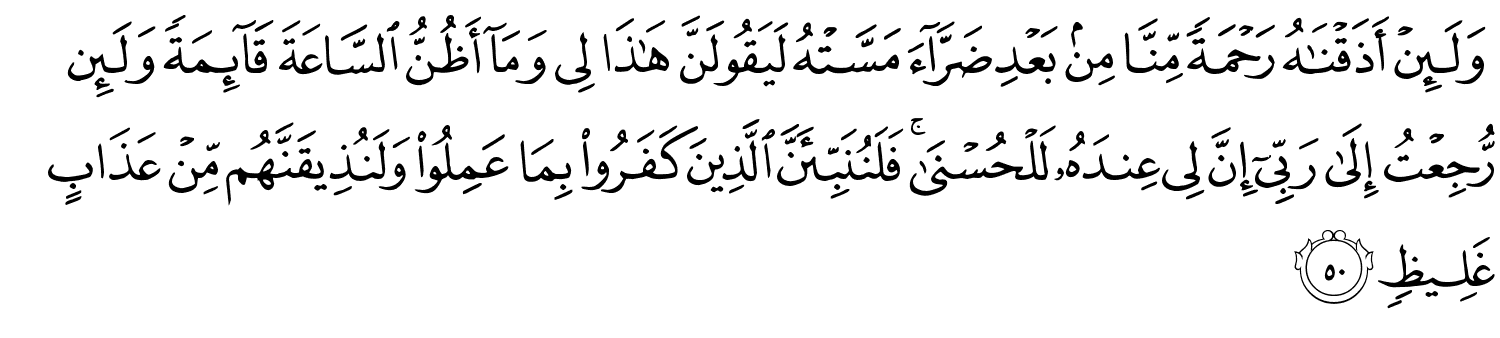 وَلَئِنْ أَذَقْنَـٰهُ رَحْمَةً مِّنَّا مِنۢ بَعْدِ ضَرَّآءَ مَسَّتْهُ لَيَقُولَنَّ هَـٰذَا لِى وَمَآ أَظُنُّ ٱلسَّاعَةَ قَآئِمَةً وَلَئِن
رُّجِعْتُ إِلَىٰ رَبِّىٓ إِنَّ لِى عِندَهُۥ لَلْحُسْنَىٰ ۚ فَلَنُنَبِّئَنَّ ٱلَّذِينَ كَفَرُوا۟ بِمَا عَمِلُوا۟ وَلَنُذِيقَنَّهُم مِّنْ عَذَابٍ
غَلِيظٍ ٥٠